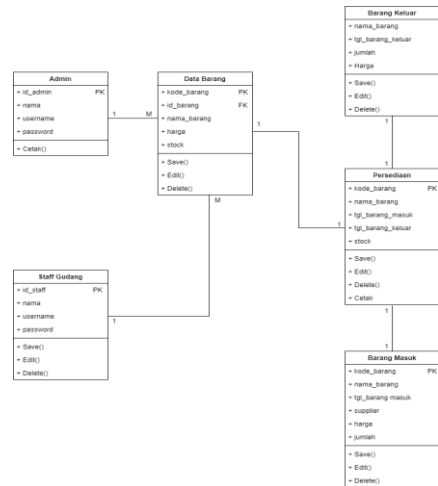 Admin
+ id_admin PK
+ nama
+ username
+ password
+ Cetak()
1
M
Data Barang
+ kode_barang PK
+ id_barang FK
+ nama_barang
+ harga
+ stock
+ Save()
+ Edit()
+ Delete()
M
1
Staff Gudang
+ id_staff PK
+ nama
+ username
+ password
+ Save()
+ Edit()
+ Delete()
1
Barang Keluar
+ nama_barang
+ tgl_barang_keluar
+ jumlah
+ Harga
+ Save()
+ Edit()
+ Delete()
1
1
1
Persediaan
+ kode_barang PK
+ nama_barang
+ tgl_barang_masuk
+ tgl_barang_keluar
+ stock
+ Save()
+ Edit()
+ Delete()
+ Cetak
1
1
Barang Masuk
+ kode_barang PK
+ nama_barang
+ tgl_barang masuk
+ supplier
+ harga
+ jumlah
+ Save()
+ Edit()
+ Delete()